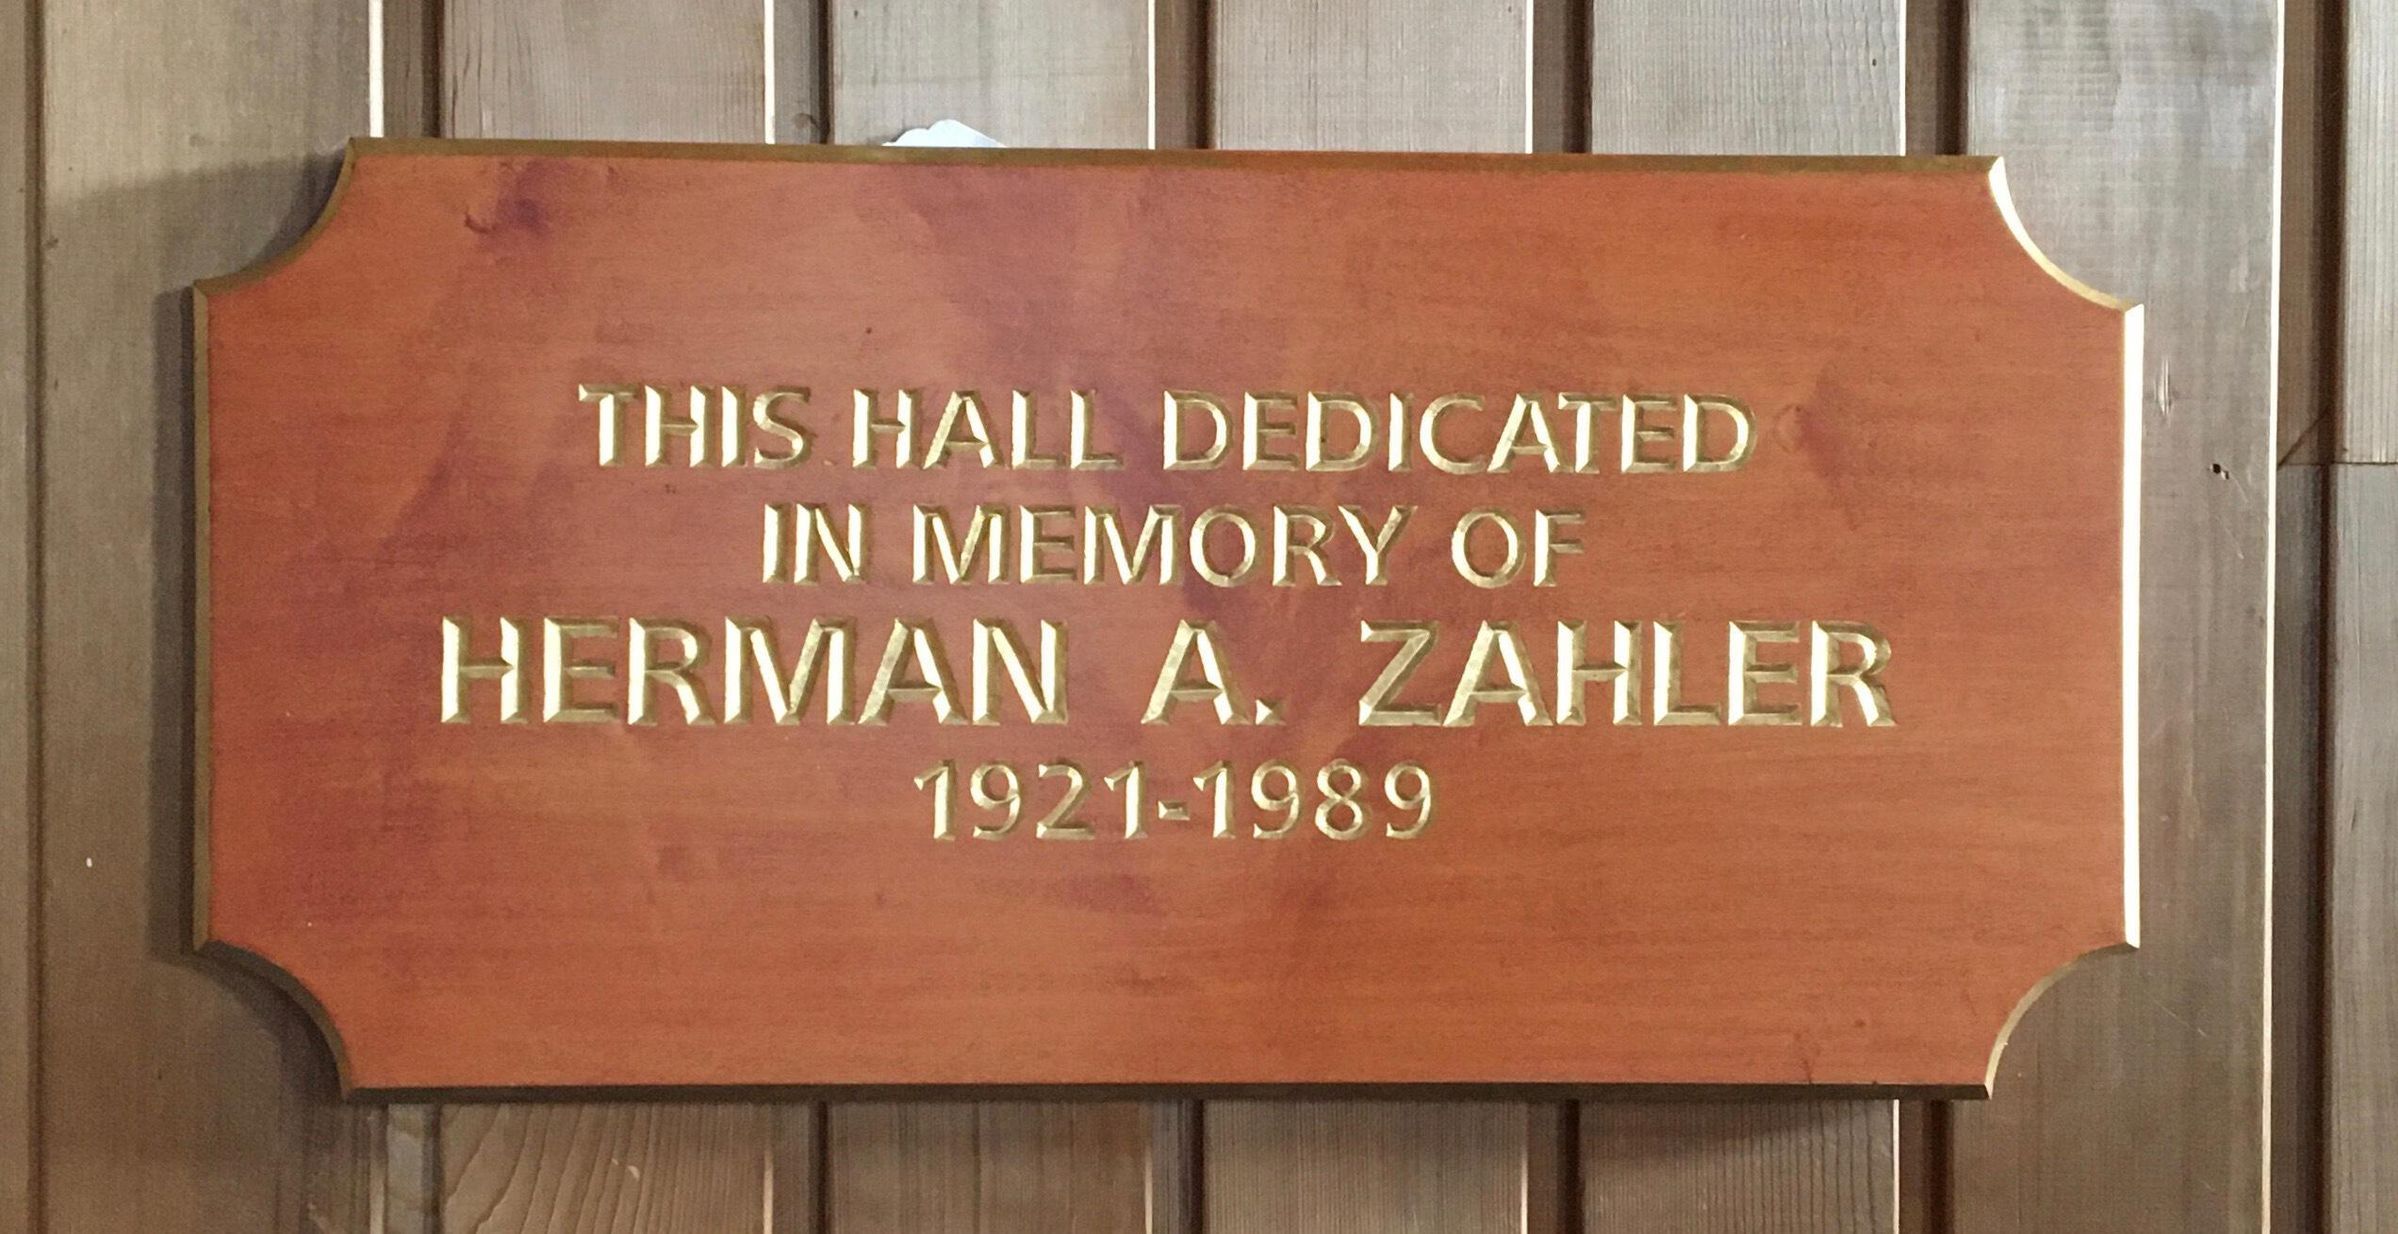 THIS HALL DEDICATED
IN MEMORY OF
HERMAN A. ZAHLER
1921-1989